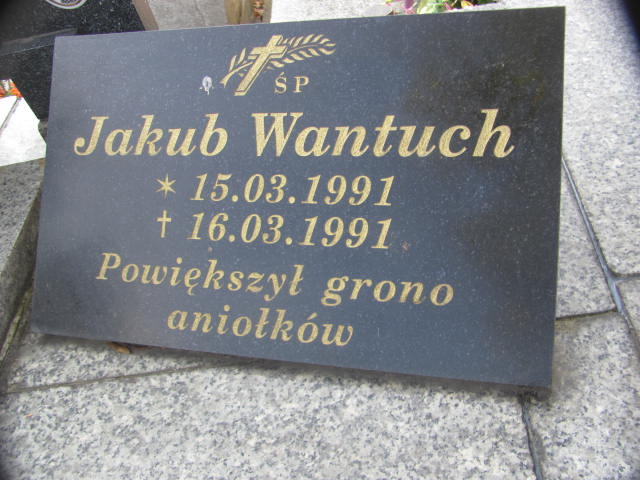 ŚP
Jakub Wantuch
✶ 15.03.1991
† 16.03.1991
Powiększył grono
aniołków